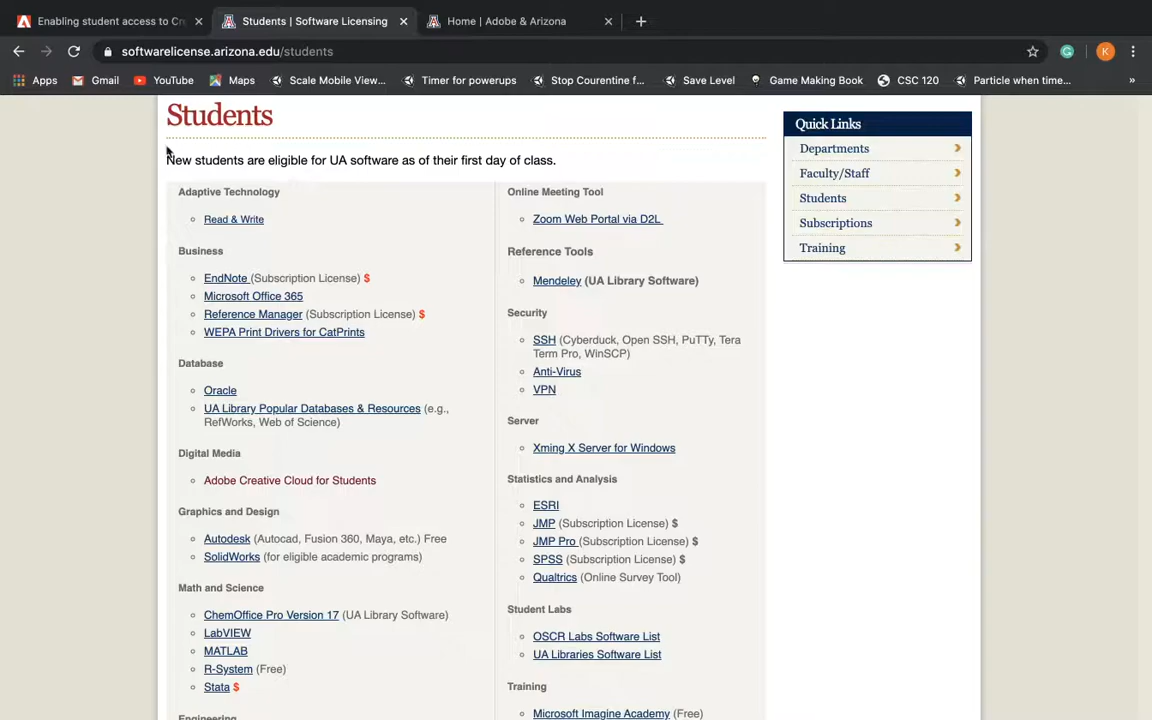 Enabling student access to Cr
Students | Software Licensing
Home | Adobe & Arizona
softwarelicense.arizona.edu/students
K
Apps
Gmail
YouTube
Maps
Scale Mobile View...
Timer for powerups
Stop Courentine f...
Save Level
Game Making Book
CSC 120
Particle when time...
»
Students
New students are eligible for UA software as of their first day of class.
Adaptive Technology
Read & Write
Business
EndNote (Subscription License) $
Microsoft Office 365
Reference Manager (Subscription License) $
WEPA Print Drivers for CatPrints
Database
Oracle
UA Library Popular Databases & Resources (e.g.,
RefWorks, Web of Science)
Digital Media
Adobe Creative Cloud for Students
Graphics and Design
Autodesk (Autocad, Fusion 360, Maya, etc.) Free
SolidWorks (for eligible academic programs)
Math and Science
ChemOffice Pro Version 17 (UA Library Software)
LabVIEW
MATLAB
R-System (Free)
Stata $
Engineering
Online Meeting Tool
Zoom Web Portal via D2L
Reference Tools
Mendeley (UA Library Software)
Security
SSH (Cyberduck, Open SSH, PuTTy, Tera
Term Pro, WinSCP)
Anti-Virus
VPN
Server
Xming X Server for Windows
Statistics and Analysis
ESRI
JMP (Subscription License) $
JMP Pro (Subscription License) $
SPSS (Subscription License) $
Qualtrics (Online Survey Tool)
Student Labs
OSCR Labs Software List
UA Libraries Software List
Training
Microsoft Imagine Academy (Free)
Quick Links
Departments
Faculty/Staff
Students
Subscriptions
Training